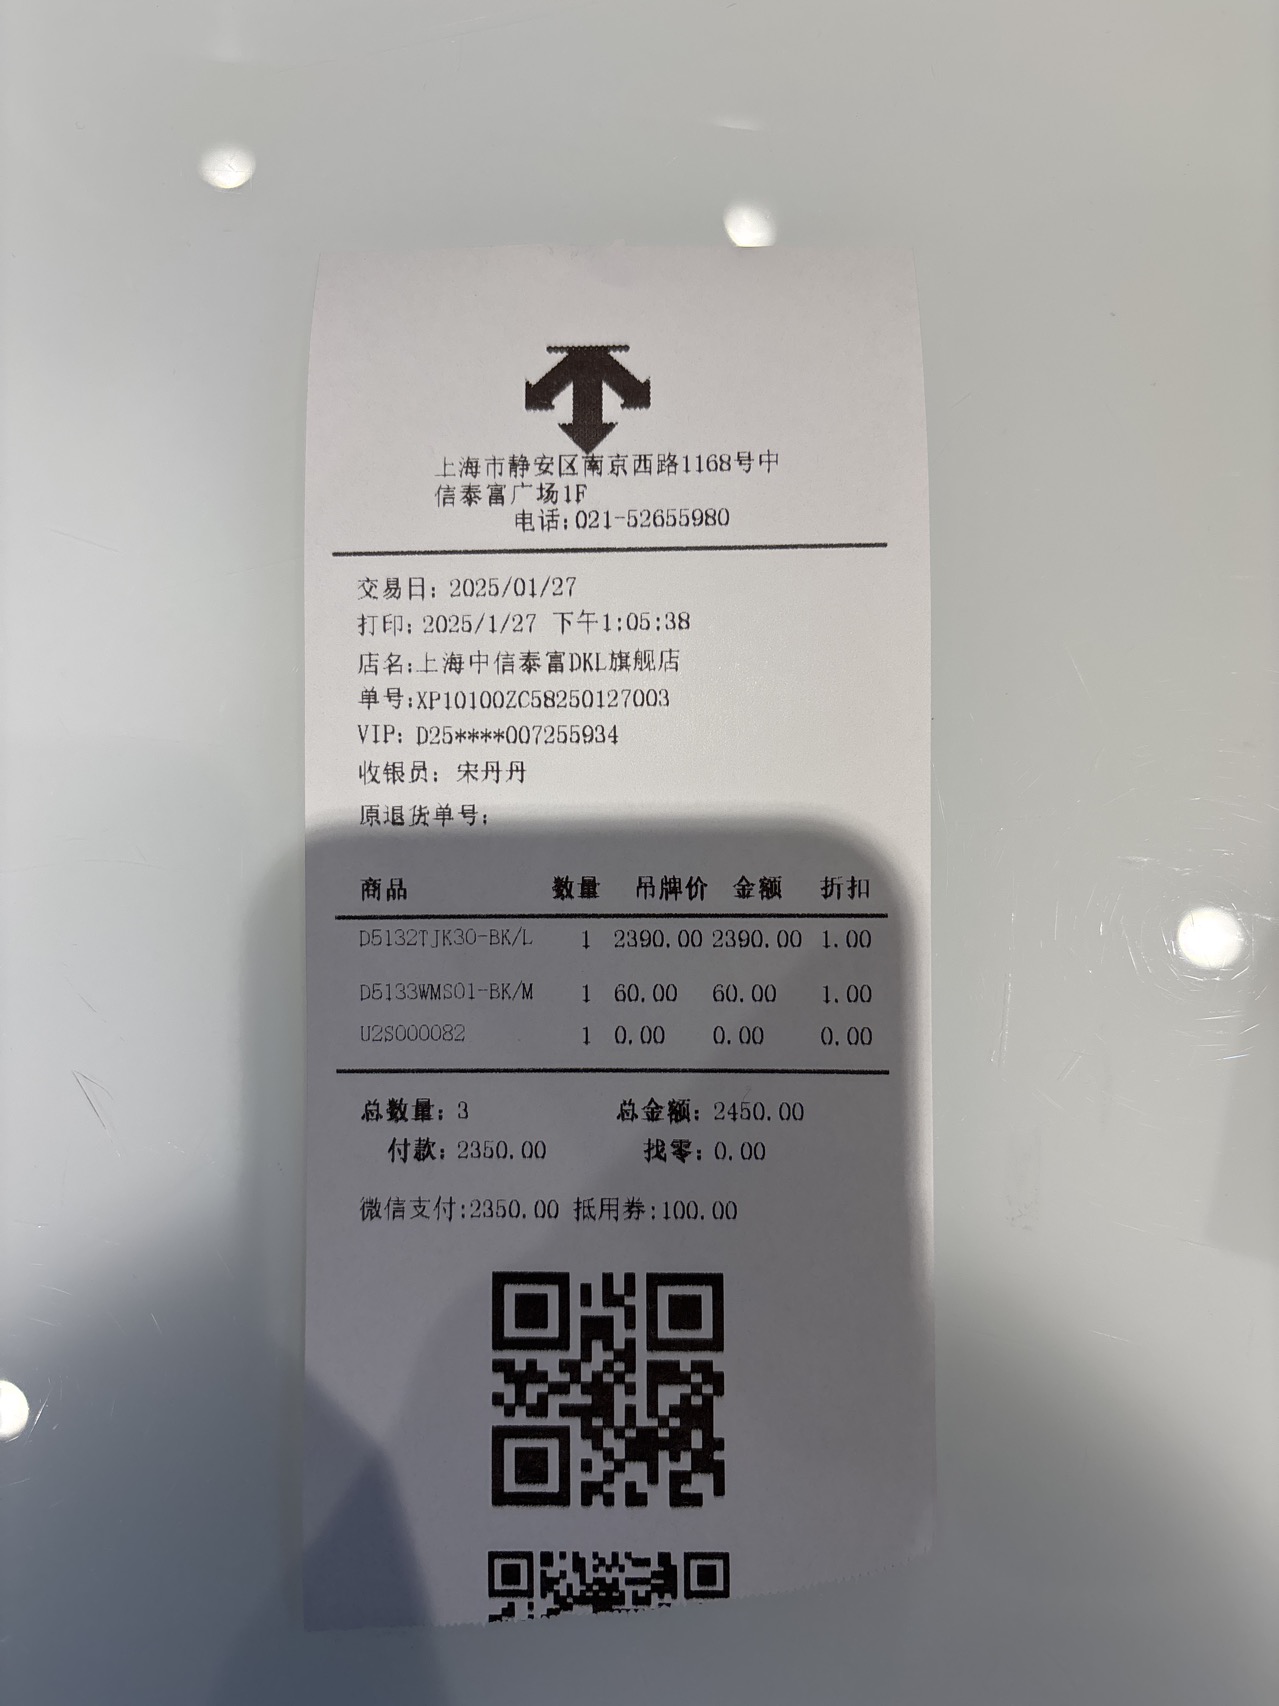 上海市静安区南京西路1168号中
信泰富广场1F
电话:021-52655980
交易日: 2025/01/27
打印: 2025/1/27 下午1:05:38
店名:上海中信泰富DKL旗舰店
单号:XP10100ZC58250127003
VIP: D25****007255934
收银员: 宋丹丹
原退货单号:
商品 数量 吊牌价 金额 折扣
D5132TJK30-BK/L 1 2390.00 2390.00 1.00
D5133WMS01-BK/M 1 60.00 60.00 1.00
U2S000082 1 0.00 0.00 0.00
总数量: 3 总金额: 2450.00
付款: 2350.00 找零: 0.00
微信支付:2350.00 抵用券:100.00